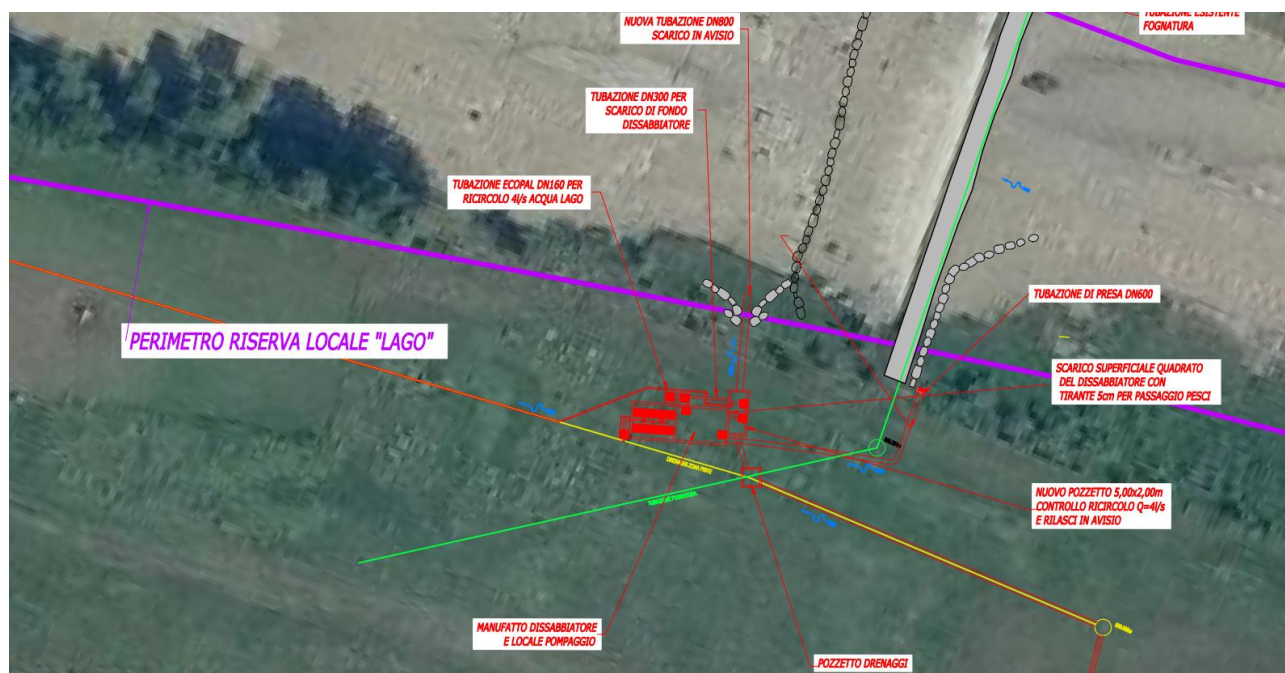 TUBAZIONE ESISTENTE
FOGNATURA
NUOVA TUBAZIONE DN800
SCARICO IN AVISIO
TUBAZIONE DN300 PER
SCARICO DI FONDO
DISSABBIATORE
TUBAZIONE ECOPAL DN160 PER
RICIRCOLO 4l/s ACQUA LAGO
TUBAZIONE DI PRESA DN600
PERIMETRO RISERVA LOCALE "LAGO"
SCARICO SUPERFICIALE QUADRATO
DEL DISSABBIATORE CON
TIRANTE 5cm PER PASSAGGIO PESCI
NUOVO POZZETTO 5,00x2,00m
CONTROLLO RICIRCOLO Q=4l/s
E RILASCI IN AVISIO
MANUFATTO DISSABBIATORE
E LOCALE POMPAGGIO
POZZETTO DRENAGGI